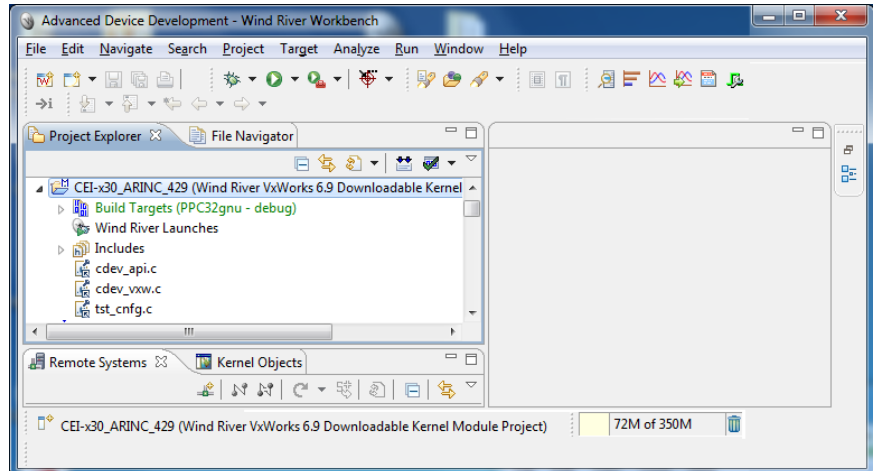 Advanced Device Development - Wind River Workbench
File Edit Navigate Search Project Target Analyze Run Window Help
Project Explorer File Navigator
CEI-x30_ARINC_429 (Wind River VxWorks 6.9 Downloadable Kernel
Build Targets (PPC32gnu - debug)
Wind River Launches
Includes
cdev_api.c
cdev_vxw.c
tst_cnfg.c
Remote Systems Kernel Objects
CEI-x30_ARINC_429 (Wind River VxWorks 6.9 Downloadable Kernel Module Project) 72M of 350M